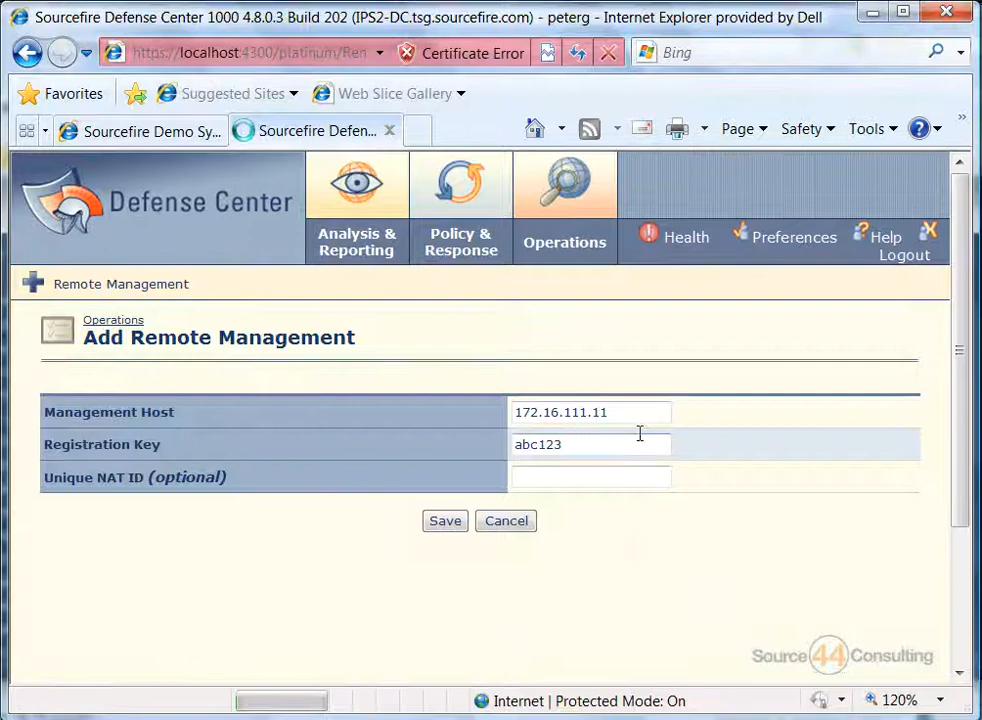 Sourcefire Defense Center 1000 4.8.0.3 Build 202 (IPS2-DC.tsg.sourcefire.com) - peterg - Internet Explorer provided by Dell
https://localhost:4300/platinum/Ren
Certificate Error
Bing
Favorites
Suggested Sites
Web Slice Gallery
Sourcefire Demo Sy...
Sourcefire Defen...
Page
Safety
Tools
Defense Center
Analysis & Reporting
Policy & Response
Operations
Health
Preferences
Help
Logout
Remote Management
Operations
Add Remote Management
Management Host 172.16.111.11
Registration Key abc123
Unique NAT ID (optional)
Save Cancel
Source 44 Consulting
Internet | Protected Mode: On
120%